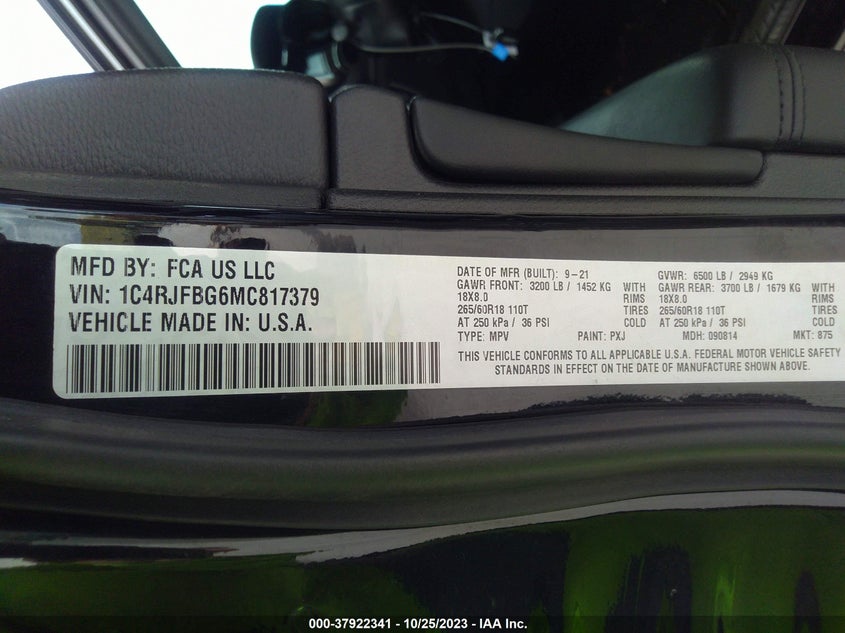 MFD BY: FCA US LLC
VIN: 1C4RJFBG6MC817379
VEHICLE MADE IN: U.S.A.
DATE OF MFR (BUILT): 9-21 GVWR: 6500 LB / 2949 KG
GAWR FRONT: 3200 LB / 1452 KG GAWR REAR: 3700 LB / 1679 KG
18X8.0 RIMS 18X8.0 RIMS
265/60R18 110T TIRES 265/60R18 110T TIRES
AT 250 kPa / 36 PSI COLD AT 250 kPa / 36 PSI COLD
TYPE: MPV PAINT: PXJ MDH: 090814 MKT: 875
THIS VEHICLE CONFORMS TO ALL APPLICABLE U.S.A. FEDERAL MOTOR VEHICLE SAFETY
STANDARDS IN EFFECT ON THE DATE OF MANUFACTURE SHOWN ABOVE.
000-37922341 - 10/25/2023 - IAA Inc.